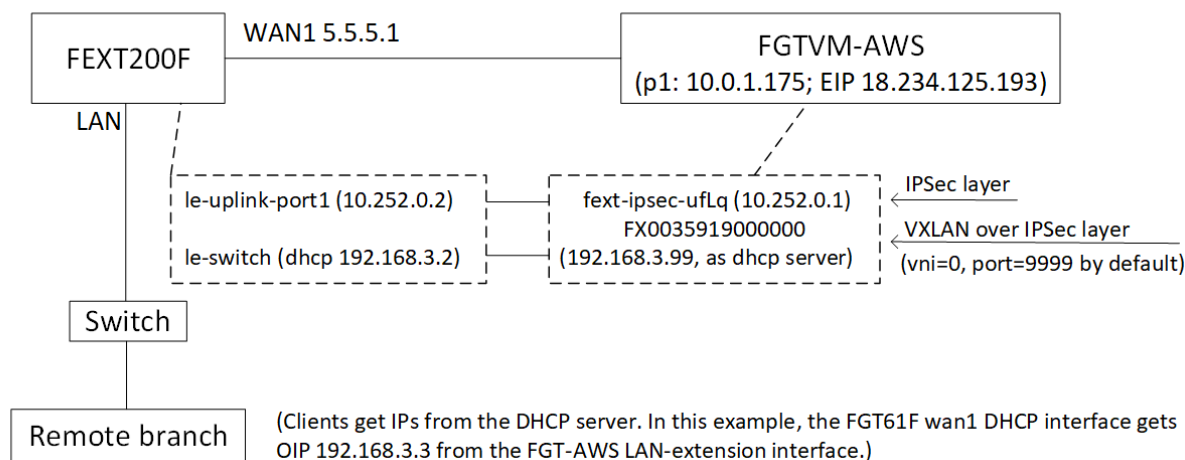 FEXT200F
WAN1 5.5.5.1
FGTVM-AWS
(p1: 10.0.1.175; EIP 18.234.125.193)
LAN
le-uplink-port1 (10.252.0.2)
fext-ipsec-ufLq (10.252.0.1)
IPSec layer
FX0035919000000
VXLAN over IPSec layer
le-switch (dhcp 192.168.3.2)
(192.168.3.99, as dhcp server)
(vni=0, port=9999 by default)
Switch
Remote branch
(Clients get IPs from the DHCP server. In this example, the FGT61F wan1 DHCP interface gets
OIP 192.168.3.3 from the FGT-AWS LAN-extension interface.)